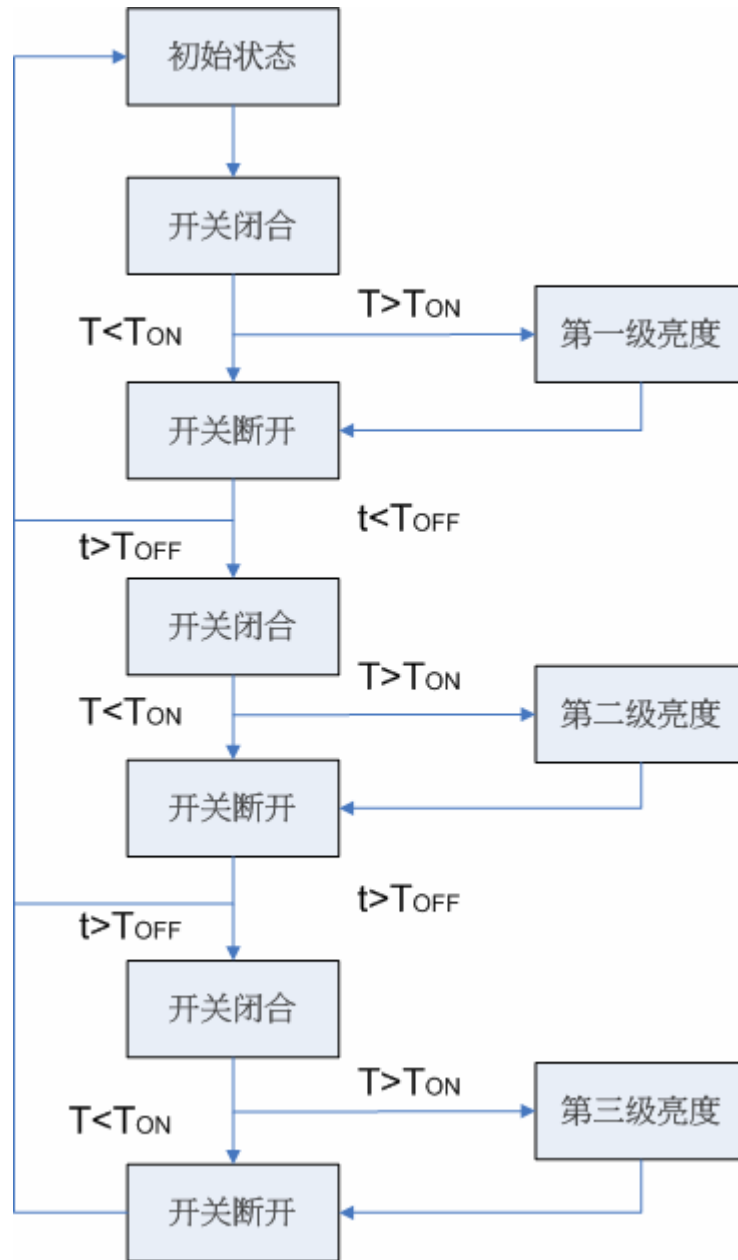 初始状态
开关闭合
T>TON
T<TON
第一级亮度
开关断开
t<TOFF
t>TOFF
开关闭合
T>TON
T<TON
第二级亮度
开关断开
t>TOFF
t>TOFF
开关闭合
T>TON
T<TON
第三级亮度
开关断开